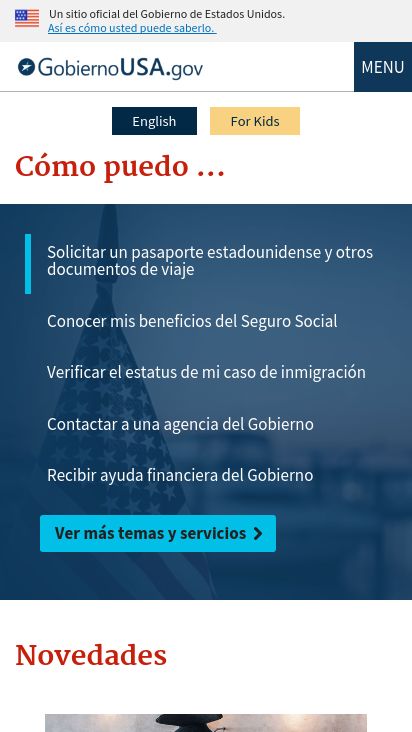 Un sitio oficial del Gobierno de Estados Unidos.
Así es cómo usted puede saberlo.
GobiernoUSA.gov
MENU
English
For Kids
Cómo puedo ...
Solicitar un pasaporte estadounidense y otros
documentos de viaje
Conocer mis beneficios del Seguro Social
Verificar el estatus de mi caso de inmigración
Contactar a una agencia del Gobierno
Recibir ayuda financiera del Gobierno
Ver más temas y servicios
Novedades